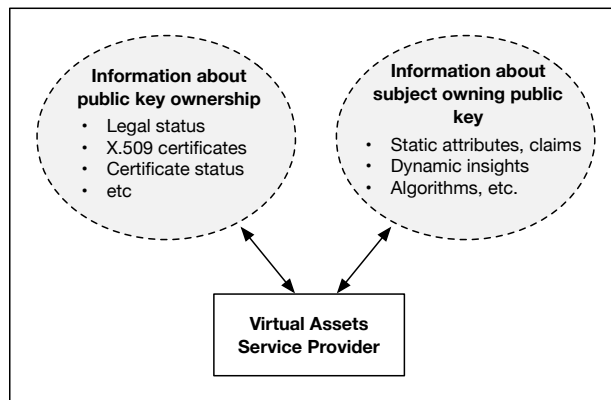 Information about
public key ownership
• Legal status
• X.509 certificates
• Certificate status
• etc
Information about
subject owning public
key
• Static attributes, claims
• Dynamic insights
• Algorithms, etc.
Virtual Assets
Service Provider